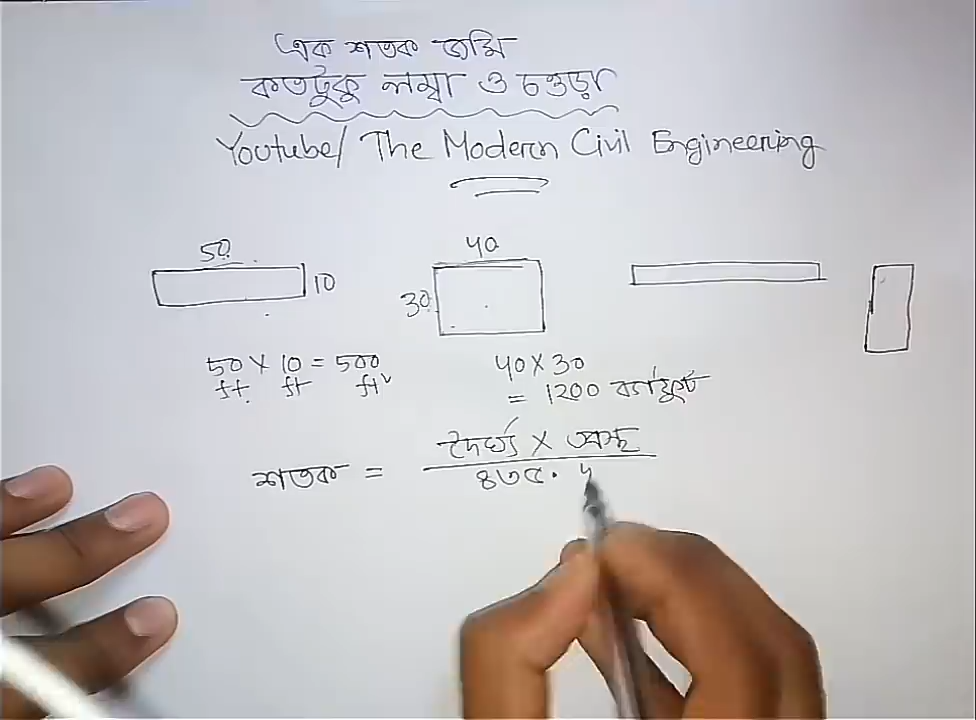 এক শতক জমি
কতটুকু লম্বা ও চওড়া
Youtube/ The Modern Civil Engineering
50
10
40
30
50 X 10 = 500
ft. ft ft²
40 X 30
= 1200 বর্গফুট
দৈর্ঘ্য X প্রস্থ
শতক =
৪৩৫.